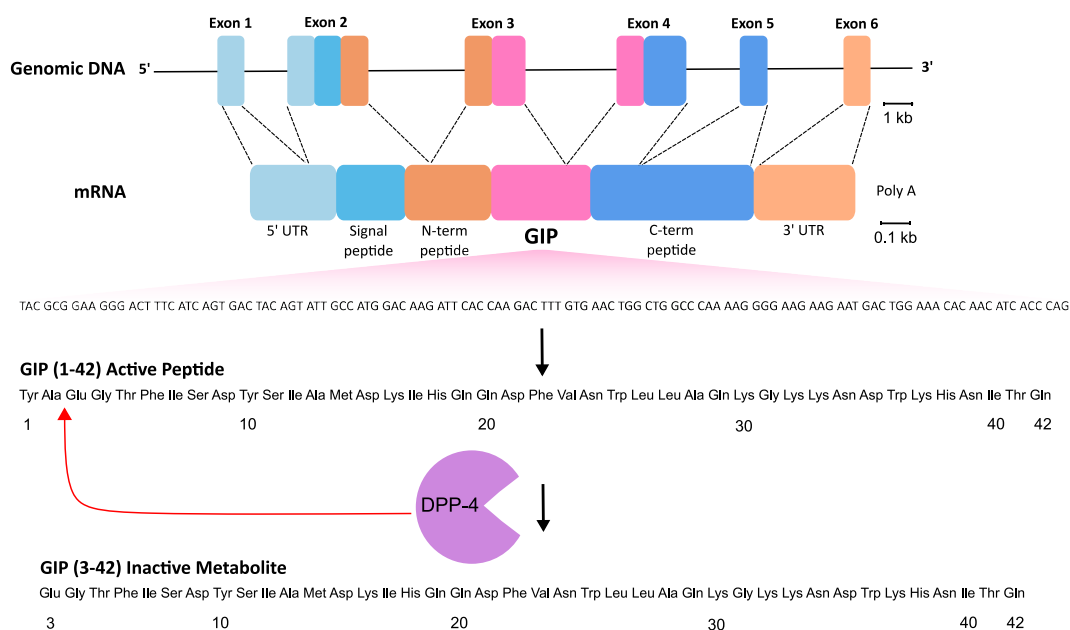 Exon 1 Exon 2 Exon 3 Exon 4 Exon 5 Exon 6
Genomic DNA 5' 3'
1 kb
mRNA Poly A
5' UTR Signal peptide N-term peptide GIP C-term peptide 3' UTR 0.1 kb
TAC GCG GAA GGG ACT TTC ATC AGT GAC TAC AGT ATT GCC ATG GAC AAG ATT CAC CAA GAC TTT GTG AAC TGG CTG GCC CAA AAG GGG AAG AAG AAT GAC TGG AAA CAC AAC ATC ACC CAG
GIP (1-42) Active Peptide
Tyr Ala Glu Gly Thr Phe Ile Ser Asp Tyr Ser Ile Ala Met Asp Lys Ile His Gln Gln Asp Phe Val Asn Trp Leu Leu Ala Gln Lys Gly Lys Lys Asn Asp Trp Lys His Asn Ile Thr Gln
1 10 20 30 40 42
DPP-4
GIP (3-42) Inactive Metabolite
Glu Gly Thr Phe Ile Ser Asp Tyr Ser Ile Ala Met Asp Lys Ile His Gln Gln Asp Phe Val Asn Trp Leu Leu Ala Gln Lys Gly Lys Lys Asn Asp Trp Lys His Asn Ile Thr Gln
3 10 20 30 40 42